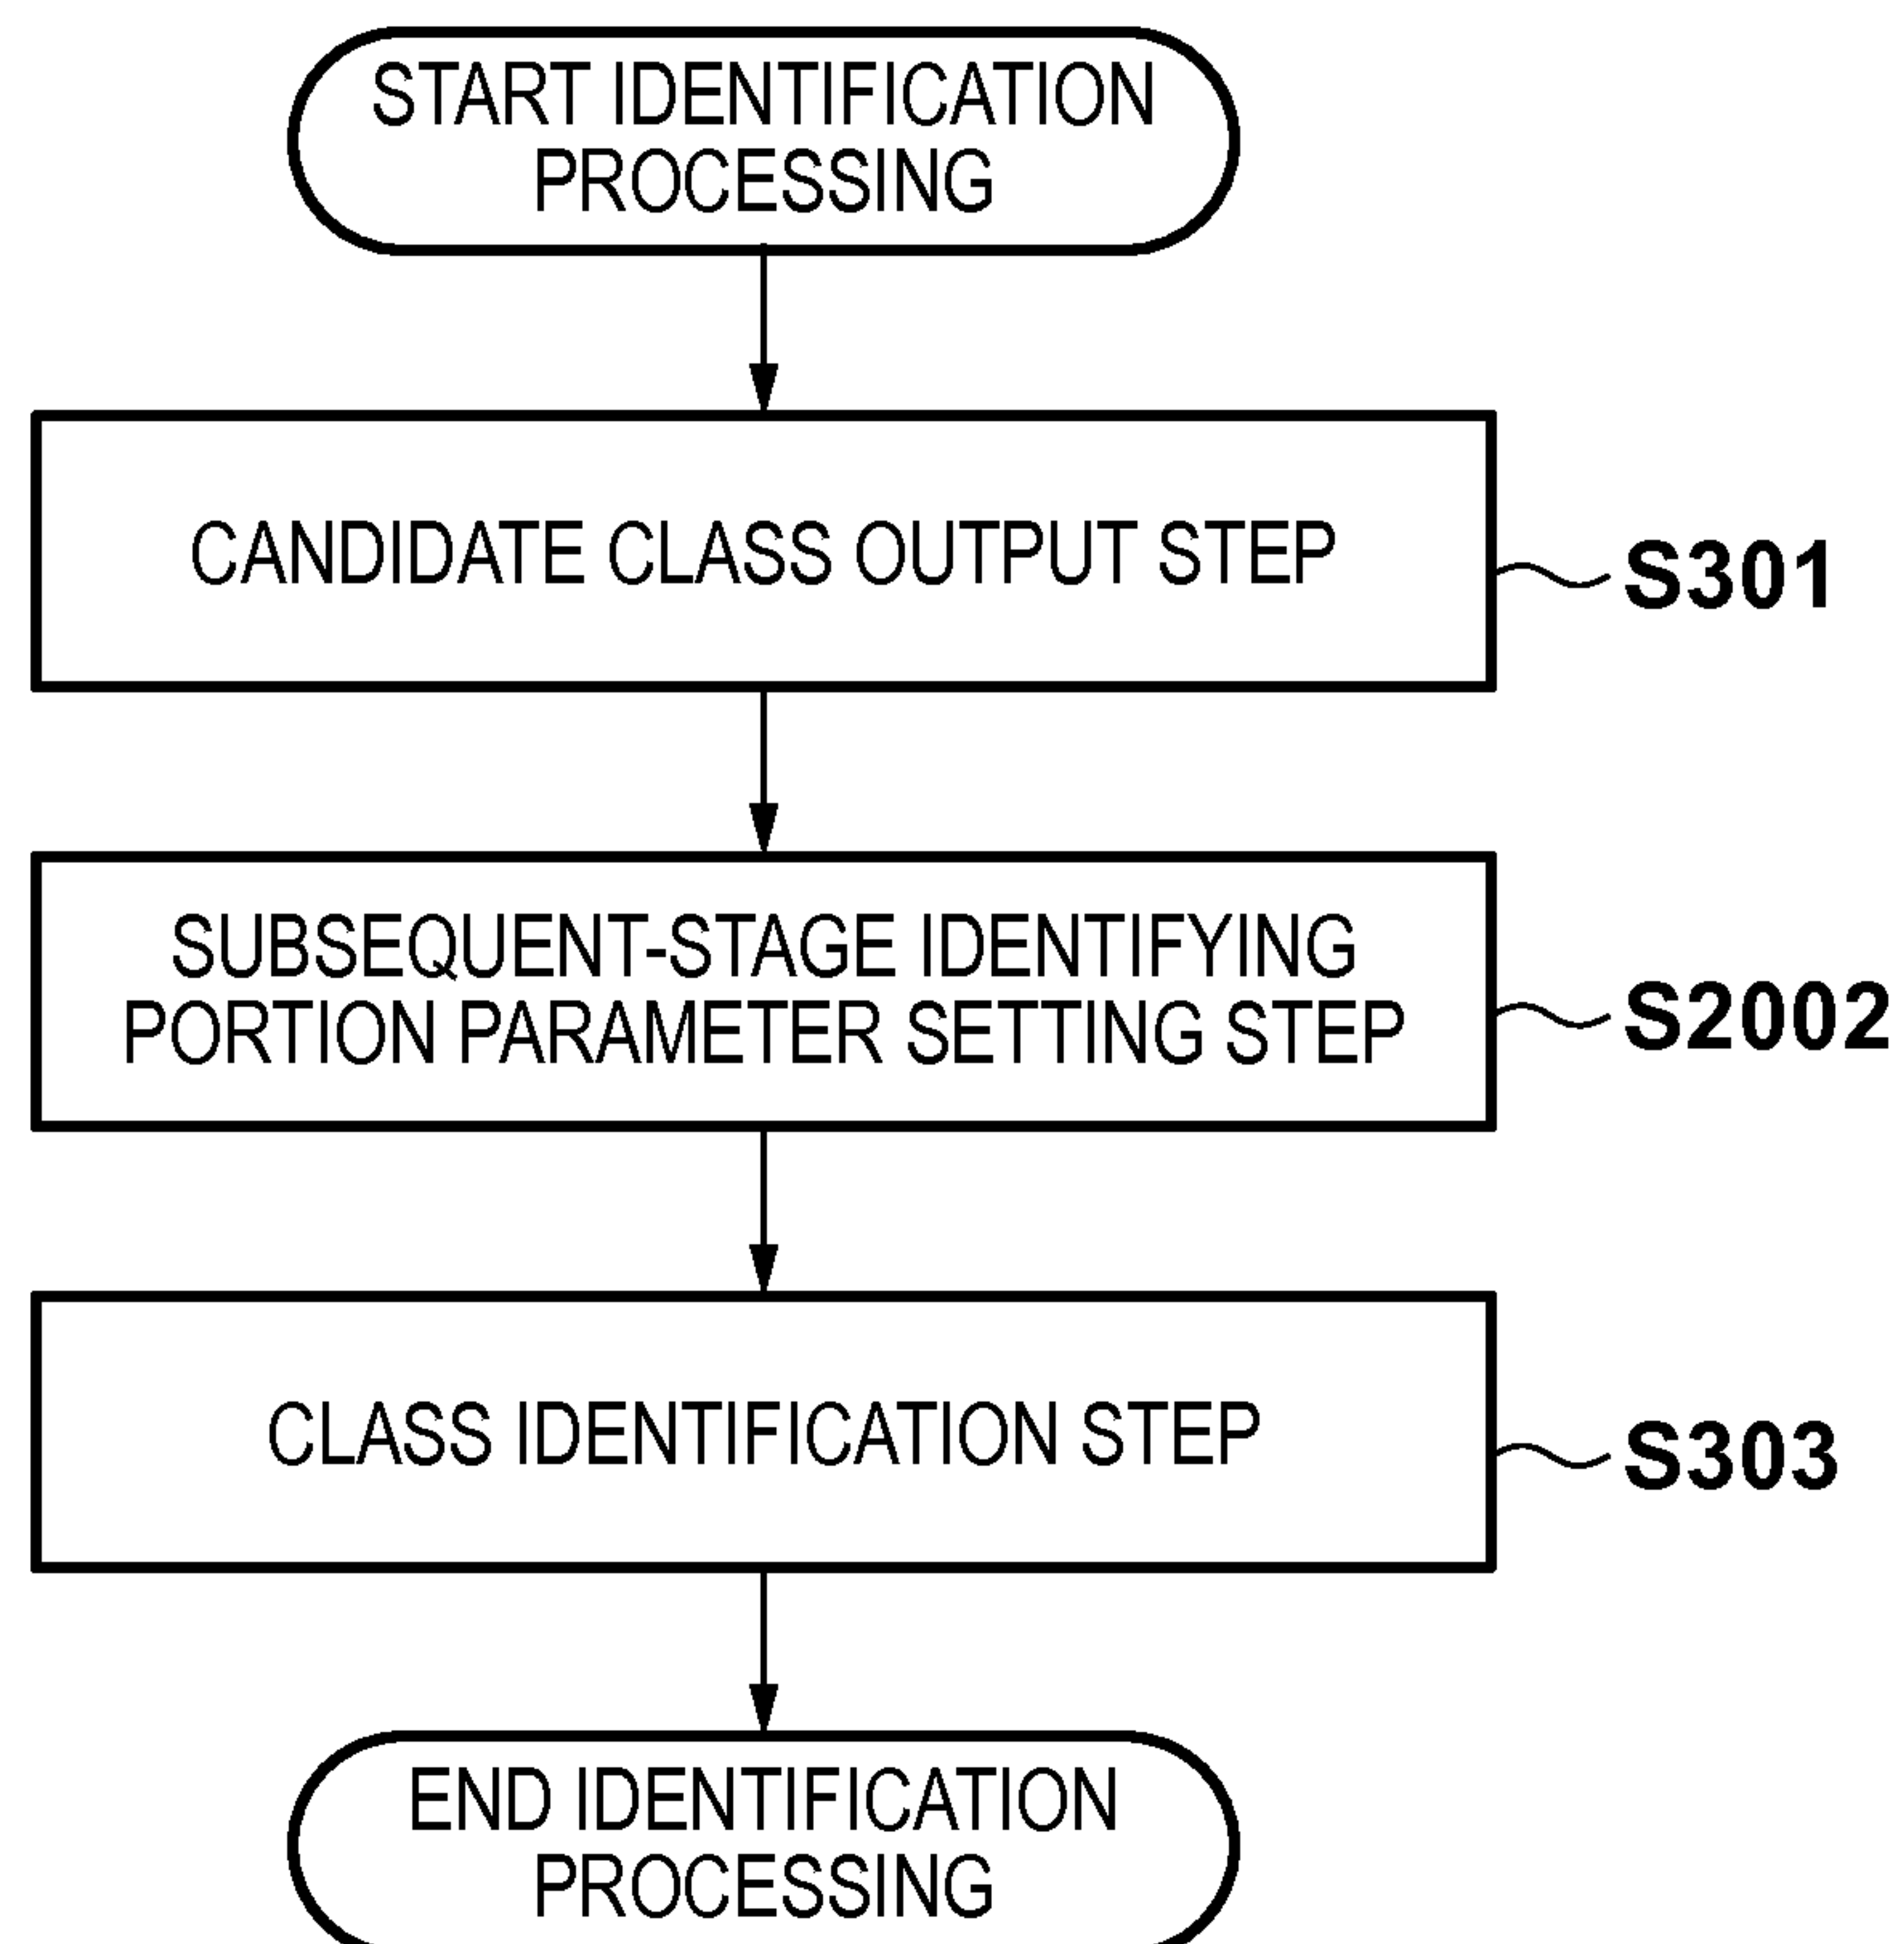 START IDENTIFICATION
PROCESSING
CANDIDATE CLASS OUTPUT STEP
S301
SUBSEQUENT-STAGE IDENTIFYING
PORTION PARAMETER SETTING STEP
S2002
CLASS IDENTIFICATION STEP
S303
END IDENTIFICATION
PROCESSING